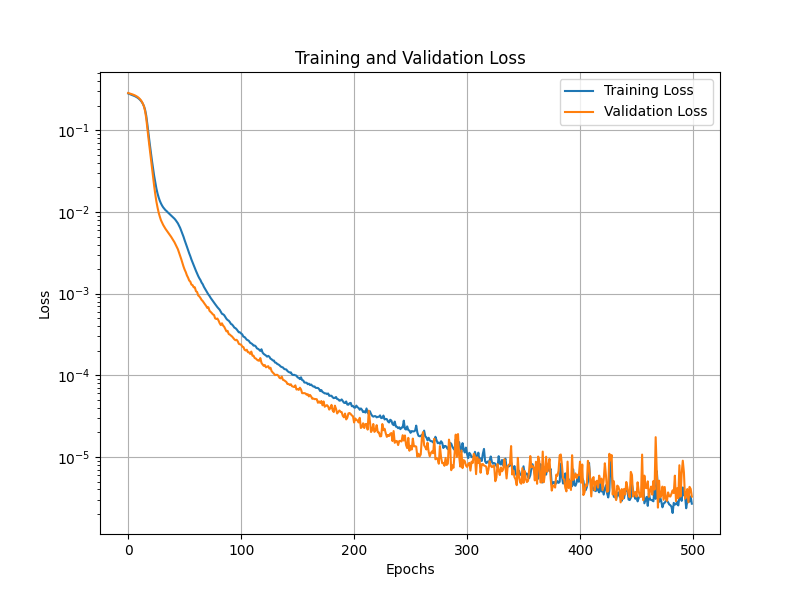 Training and Validation Loss
Training Loss
Validation Loss
10⁻¹
10⁻²
10⁻³
10⁻⁴
10⁻⁵
Loss
0 100 200 300 400 500
Epochs